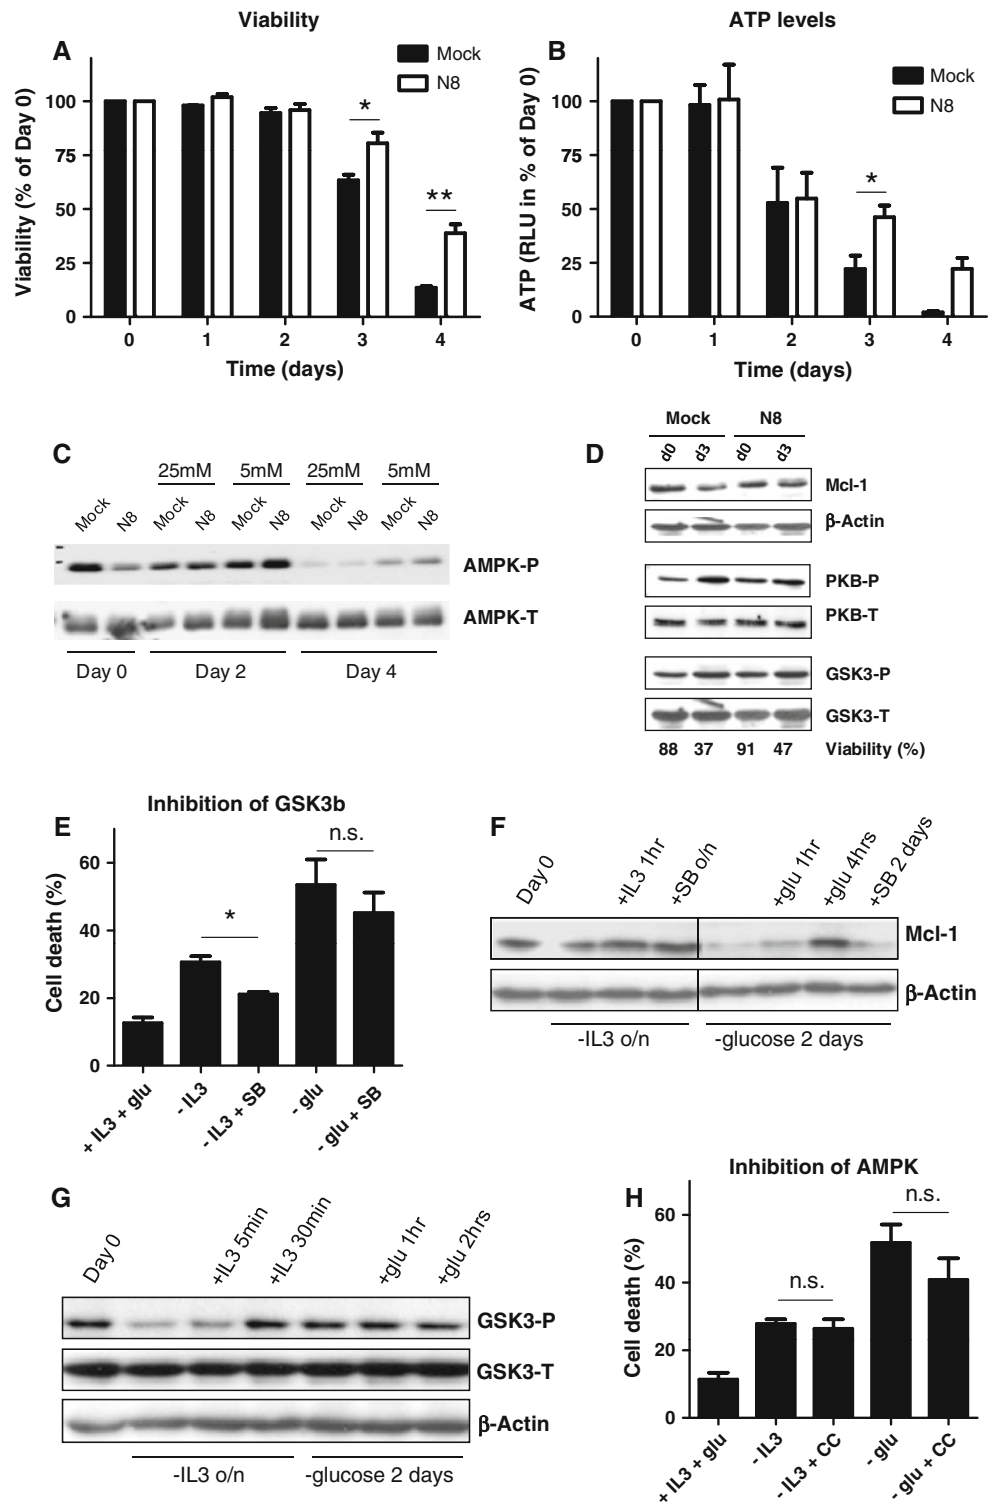 Viability
A
Mock
N8
Viability (% of Day 0)
100
75
50
25
0
*
**
0 1 2 3 4
Time (days)
ATP levels
B
Mock
N8
ATP (RLU in % of Day 0)
100
75
50
25
0
*
0 1 2 3 4
Time (days)
C
25mM 5mM 25mM 5mM
Mock N8 Mock N8 Mock N8 Mock N8 Mock N8
AMPK-P
AMPK-T
Day 0 Day 2 Day 4
D
Mock N8
d0 d3 d0 d3
Mcl-1
β-Actin
PKB-P
PKB-T
GSK3-P
GSK3-T
88 37 91 47 Viability (%)
E
Inhibition of GSK3b
Cell death (%)
60
40
20
0
*
n.s.
+ IL3 + glu
- IL3
- IL3 + SB
- glu
- glu + SB
F
Day 0
+IL3 1hr
+SB o/n
+glu 1hr
+glu 4hrs
+SB 2 days
Mcl-1
β-Actin
-IL3 o/n -glucose 2 days
G
Day 0
+IL3 5min
+IL3 30min
+glu 1hr
+glu 2hrs
GSK3-P
GSK3-T
β-Actin
-IL3 o/n -glucose 2 days
H
Inhibition of AMPK
Cell death (%)
60
40
20
0
n.s.
n.s.
+ IL3 + glu
- IL3
- IL3 + CC
- glu
- glu + CC